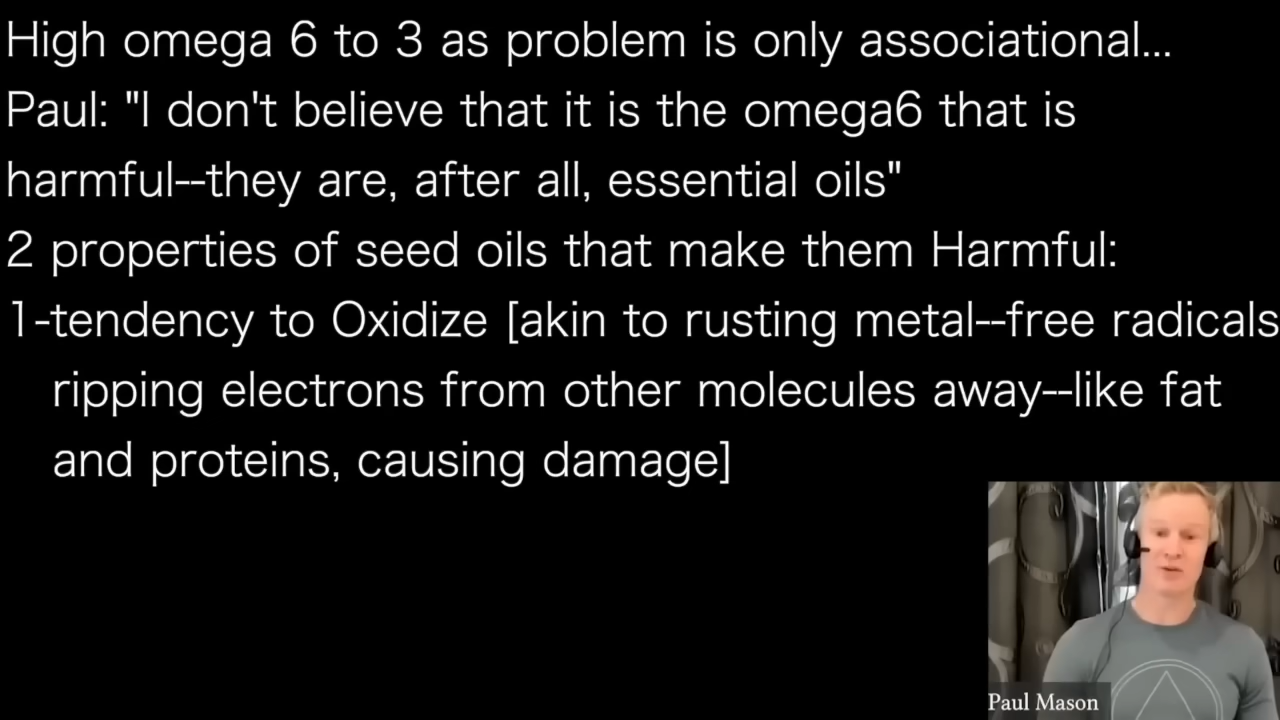 High omega 6 to 3 as problem is only associational...
Paul: "I don't believe that it is the omega6 that is
harmful--they are, after all, essential oils"
2 properties of seed oils that make them Harmful:
1-tendency to Oxidize [akin to rusting metal--free radicals
ripping electrons from other molecules away--like fat
and proteins, causing damage]
Paul Mason